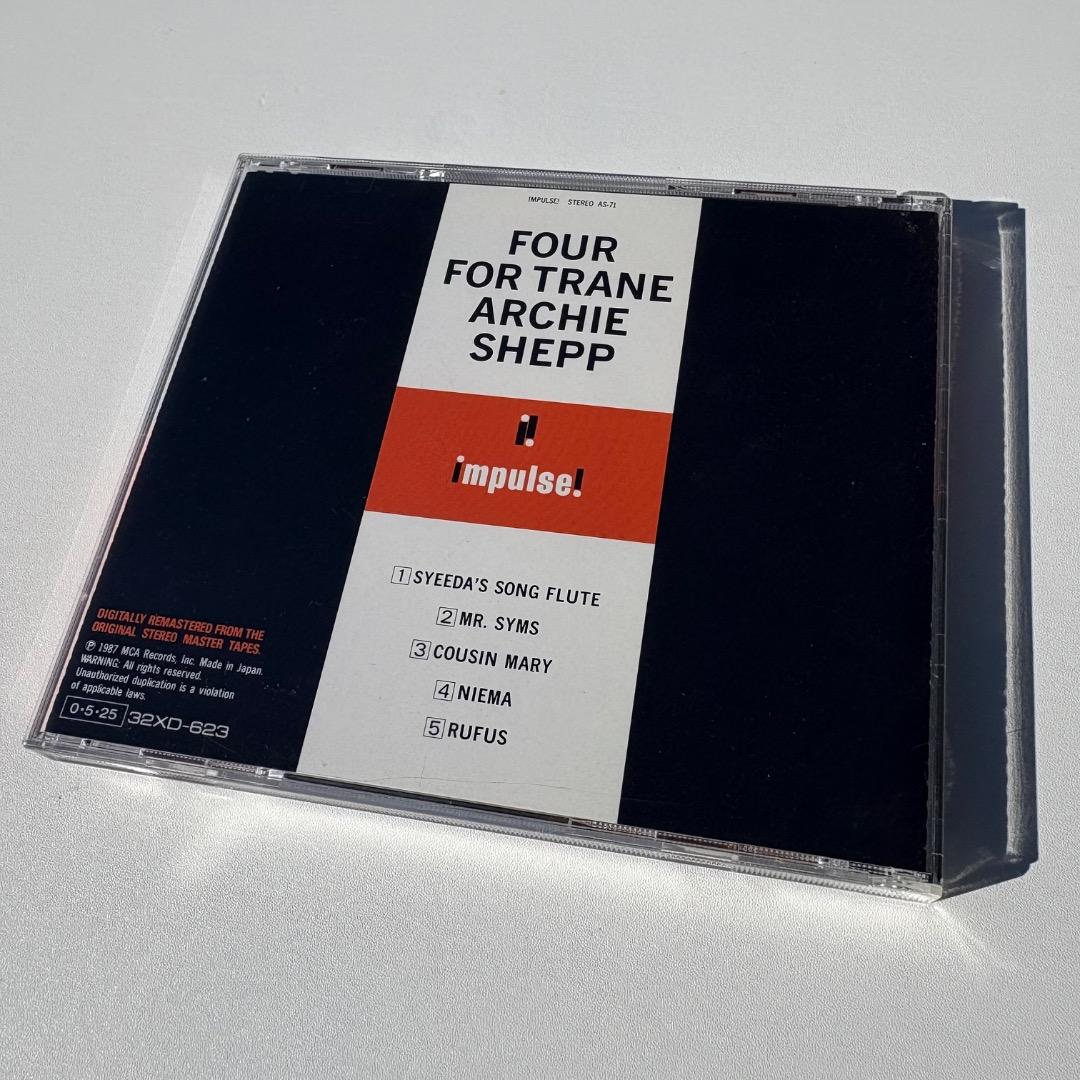 IMPULSE! STEREO AS-71
FOUR
FOR TRANE
ARCHIE
SHEPP
i!
impulse!
1 SYEEDA'S SONG FLUTE
2 MR. SYMS
3 COUSIN MARY
4 NIEMA
5 RUFUS
DIGITALLY REMASTERED FROM THE
ORIGINAL STEREO MASTER TAPES.
℗ 1987 MCA Records, Inc. Made in Japan.
WARNING: All rights reserved.
Unauthorized duplication is a violation
of applicable laws.
0·5·25 32XD-623